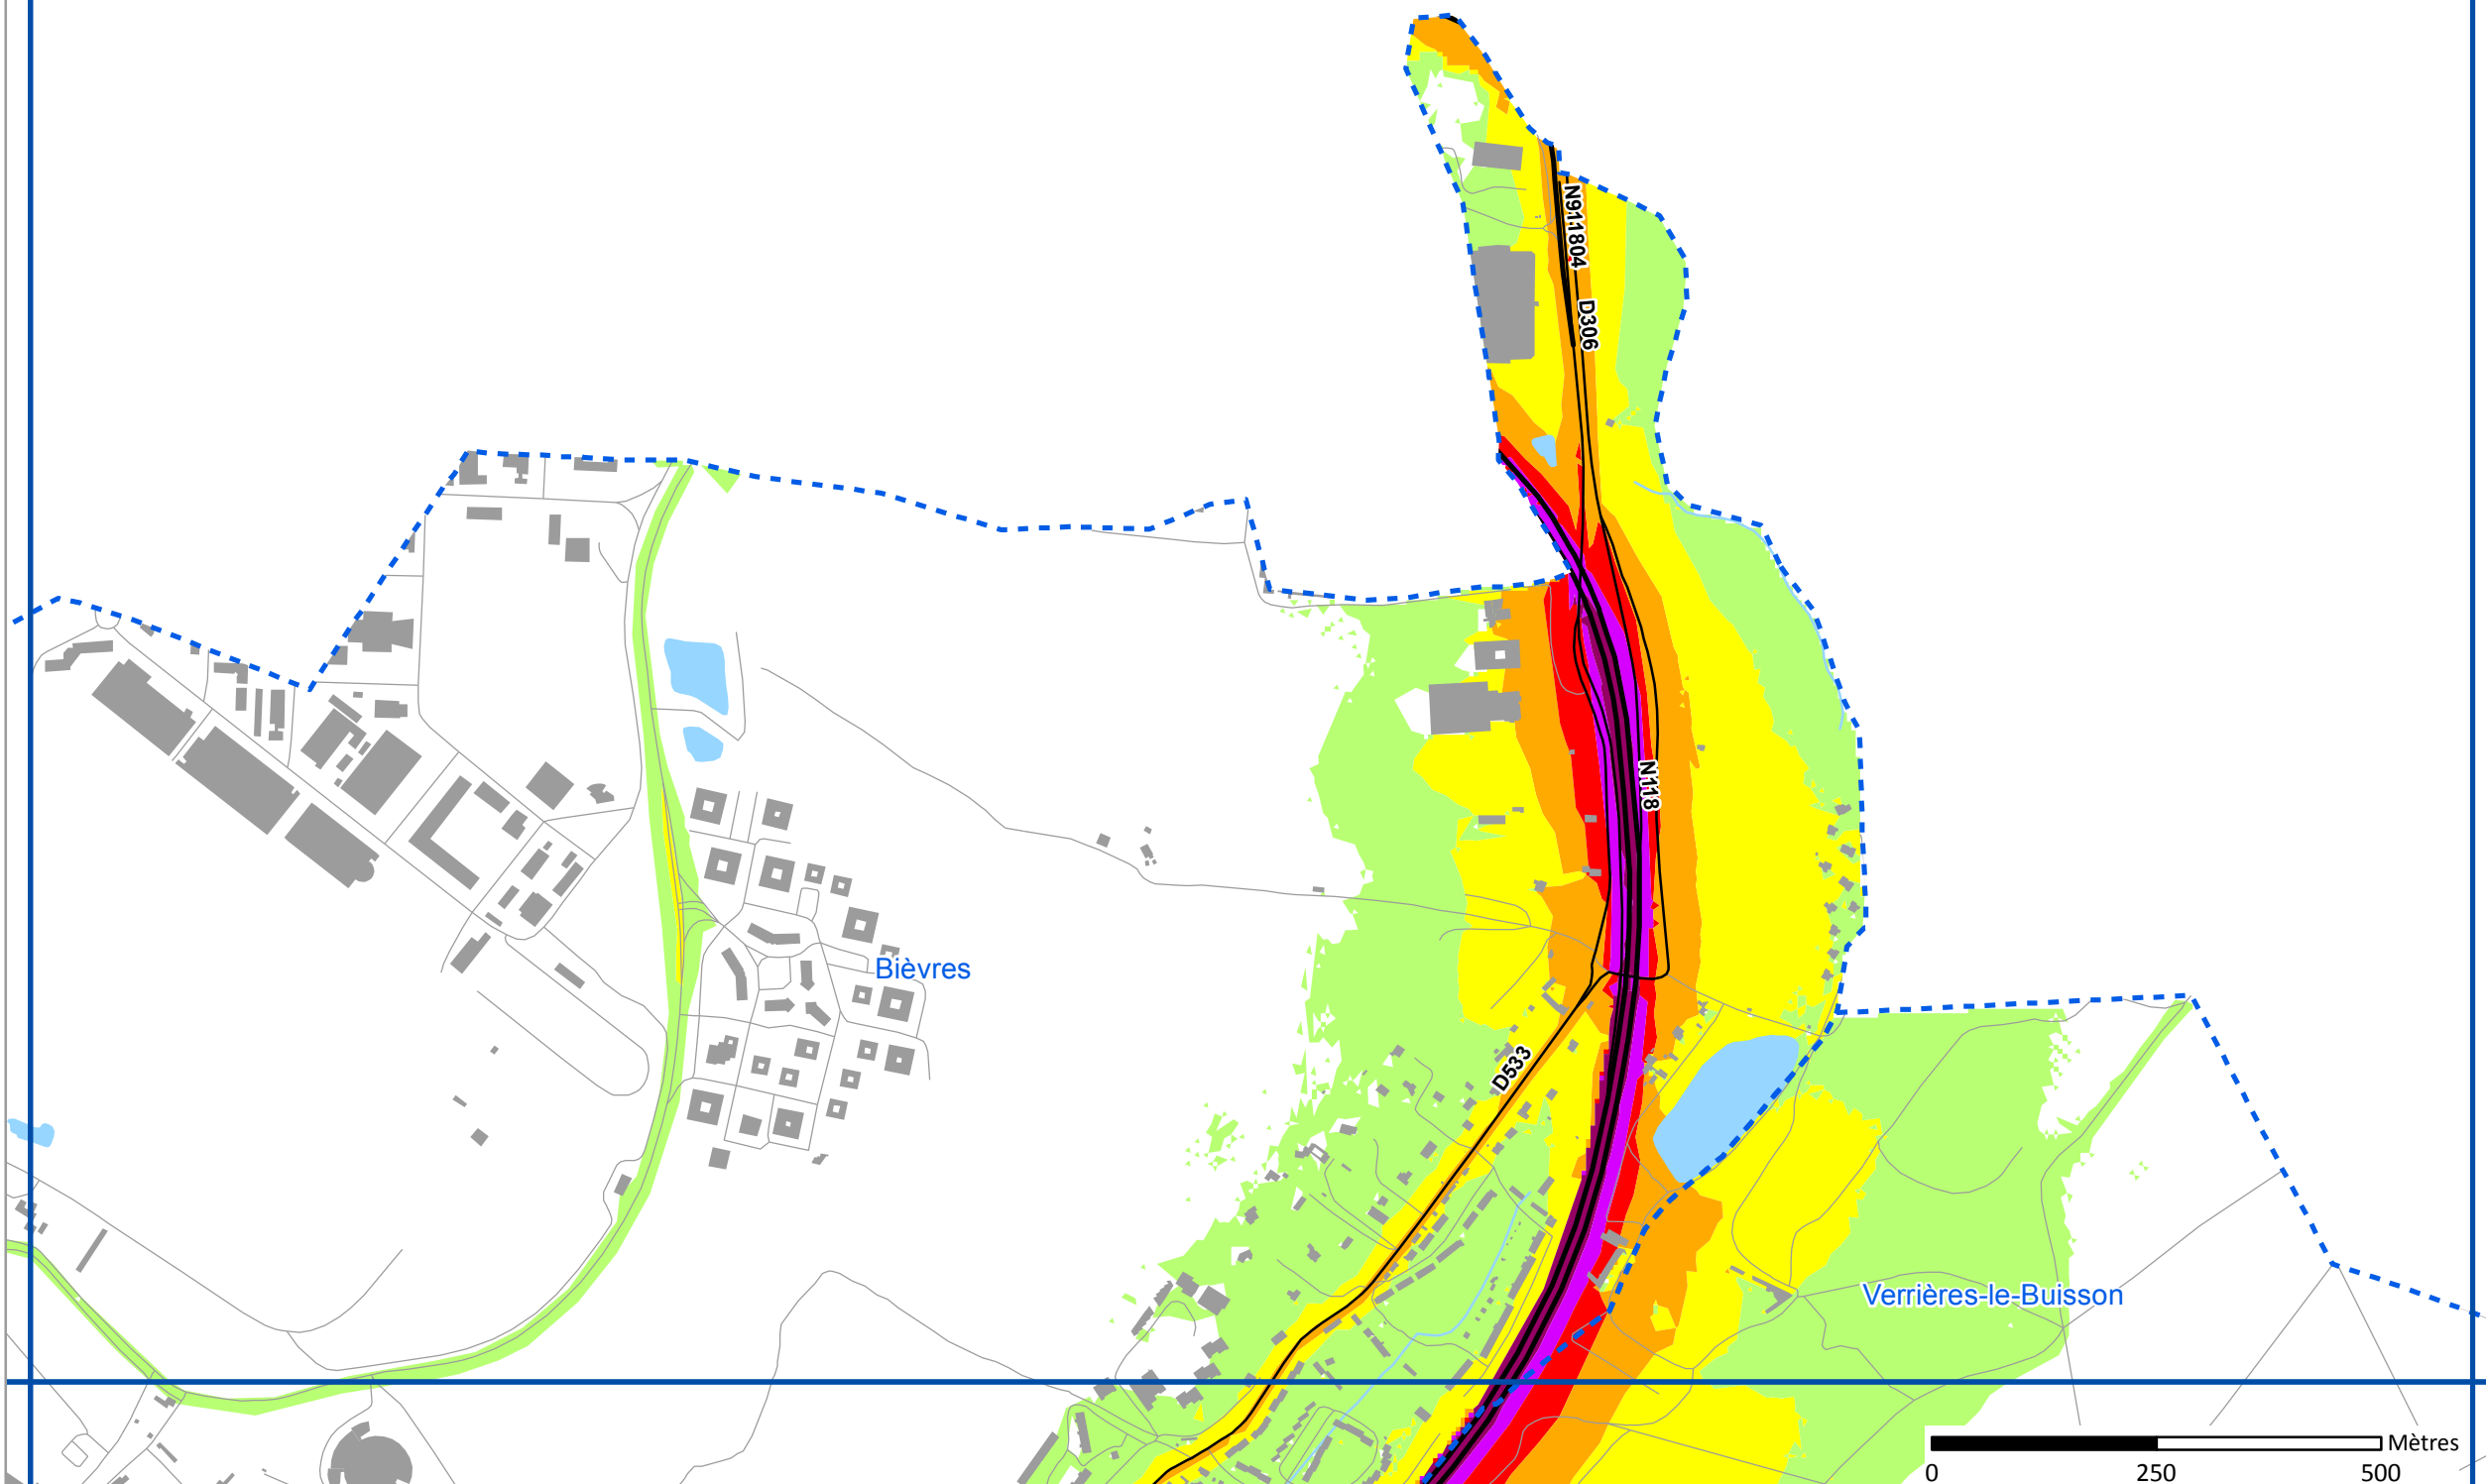 N911804
D306
N118
Bièvres
D533
Verrières-le-Buisson
Mètres
0 250 500